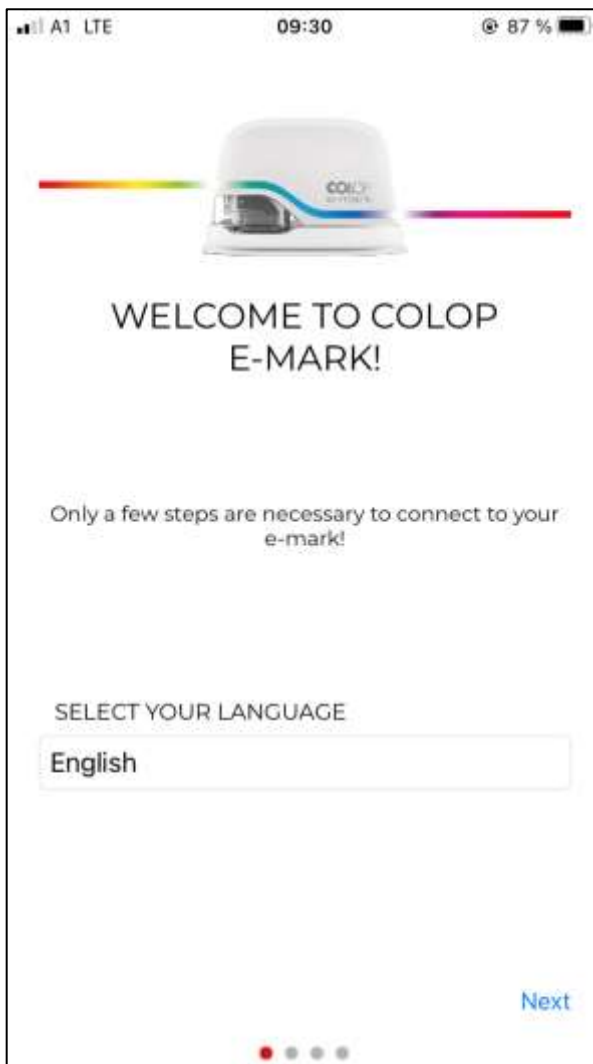 A1 LTE 09:30 87 %
WELCOME TO COLOP
E-MARK!
Only a few steps are necessary to connect to your
e-mark!
SELECT YOUR LANGUAGE
English
Next